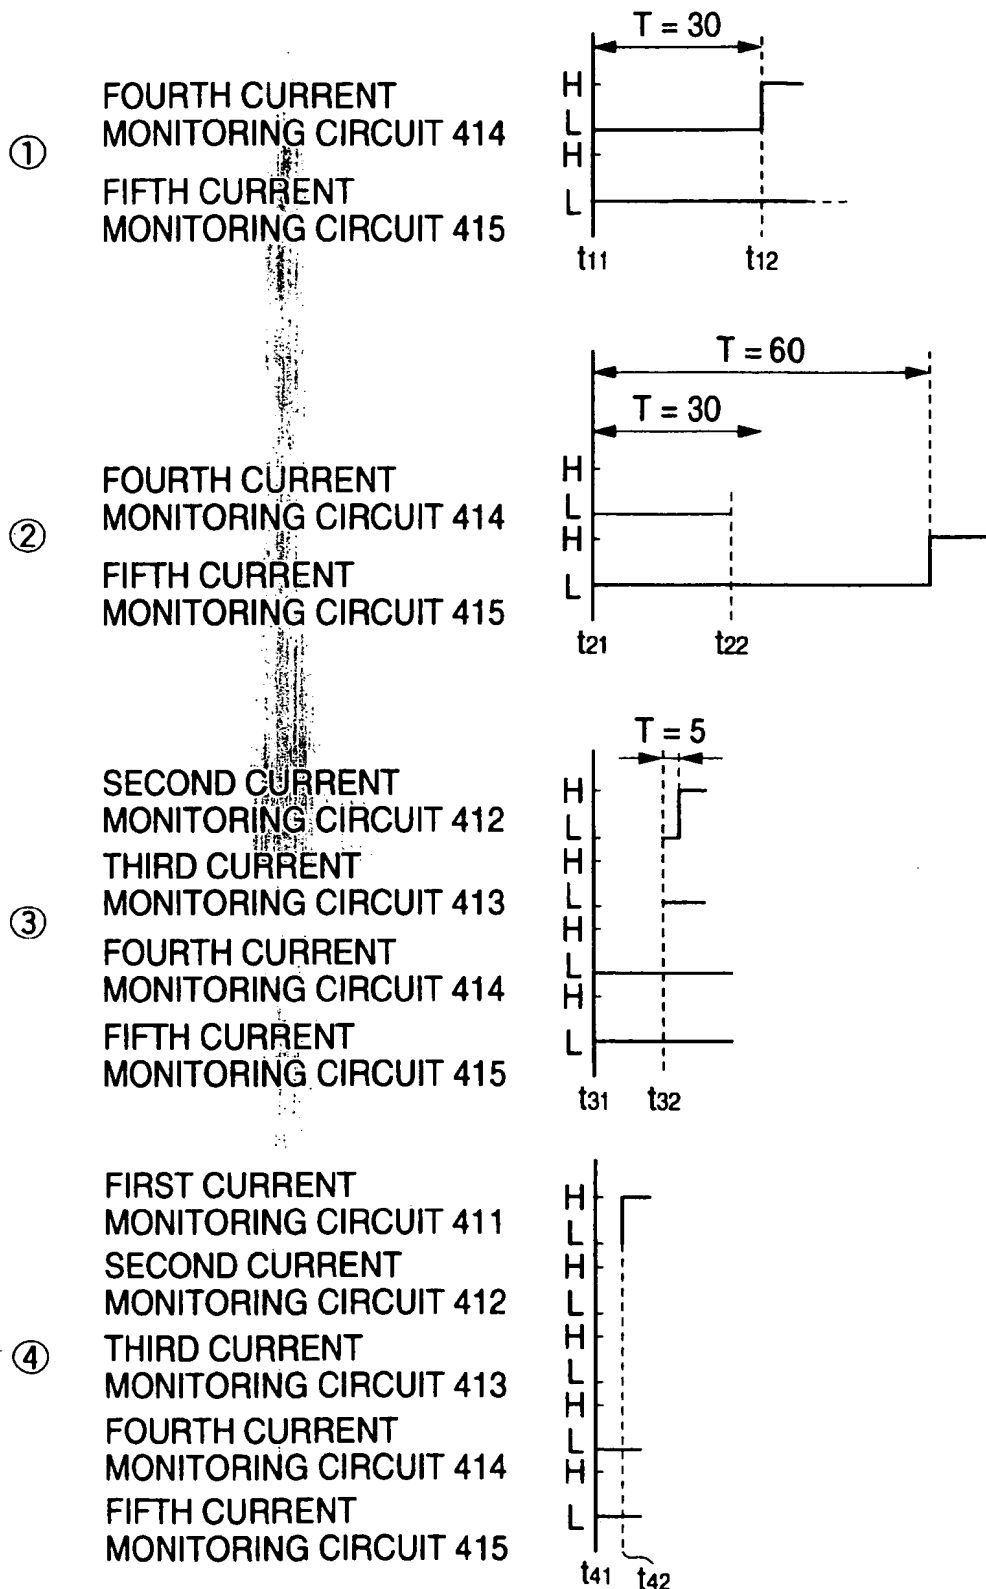 T = 30
①
FOURTH CURRENT
MONITORING CIRCUIT 414
H
L
FIFTH CURRENT
MONITORING CIRCUIT 415
H
L
t11
t12
T = 60
T = 30
②
FOURTH CURRENT
MONITORING CIRCUIT 414
H
L
FIFTH CURRENT
MONITORING CIRCUIT 415
H
L
t21
t22
T = 5
③
SECOND CURRENT
MONITORING CIRCUIT 412
H
L
THIRD CURRENT
MONITORING CIRCUIT 413
H
L
FOURTH CURRENT
MONITORING CIRCUIT 414
H
L
FIFTH CURRENT
MONITORING CIRCUIT 415
H
L
t31
t32
④
FIRST CURRENT
MONITORING CIRCUIT 411
H
L
SECOND CURRENT
MONITORING CIRCUIT 412
H
L
THIRD CURRENT
MONITORING CIRCUIT 413
H
L
FOURTH CURRENT
MONITORING CIRCUIT 414
H
L
FIFTH CURRENT
MONITORING CIRCUIT 415
H
L
t41
t42